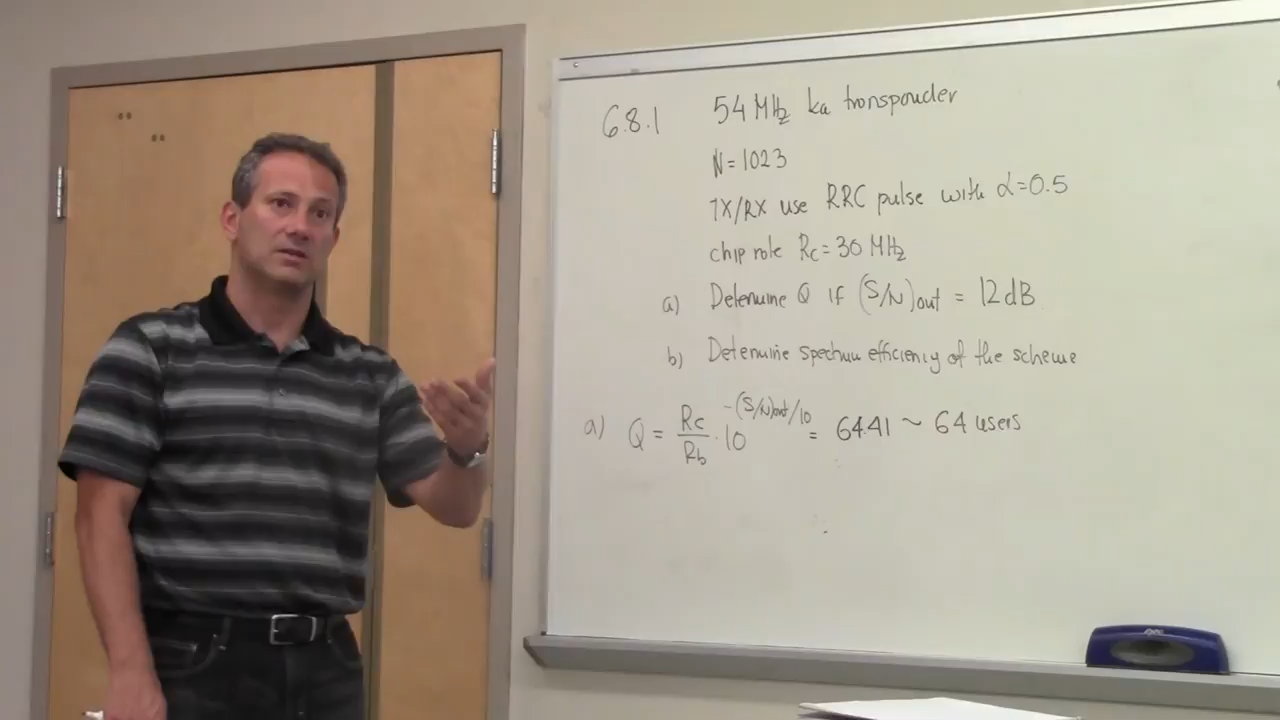 6.8.1 54 MHz ka transponder
N = 1023
TX/RX use RRC pulse with α = 0.5
chip rate Rc = 30 MHz
a) Determine Q if (S/N)out = 12 dB
b) Determine spectrum efficiency of the scheme
a) Q = Rc/Rb · 10^-(S/N)out/10 = 64.41 ~ 64 users